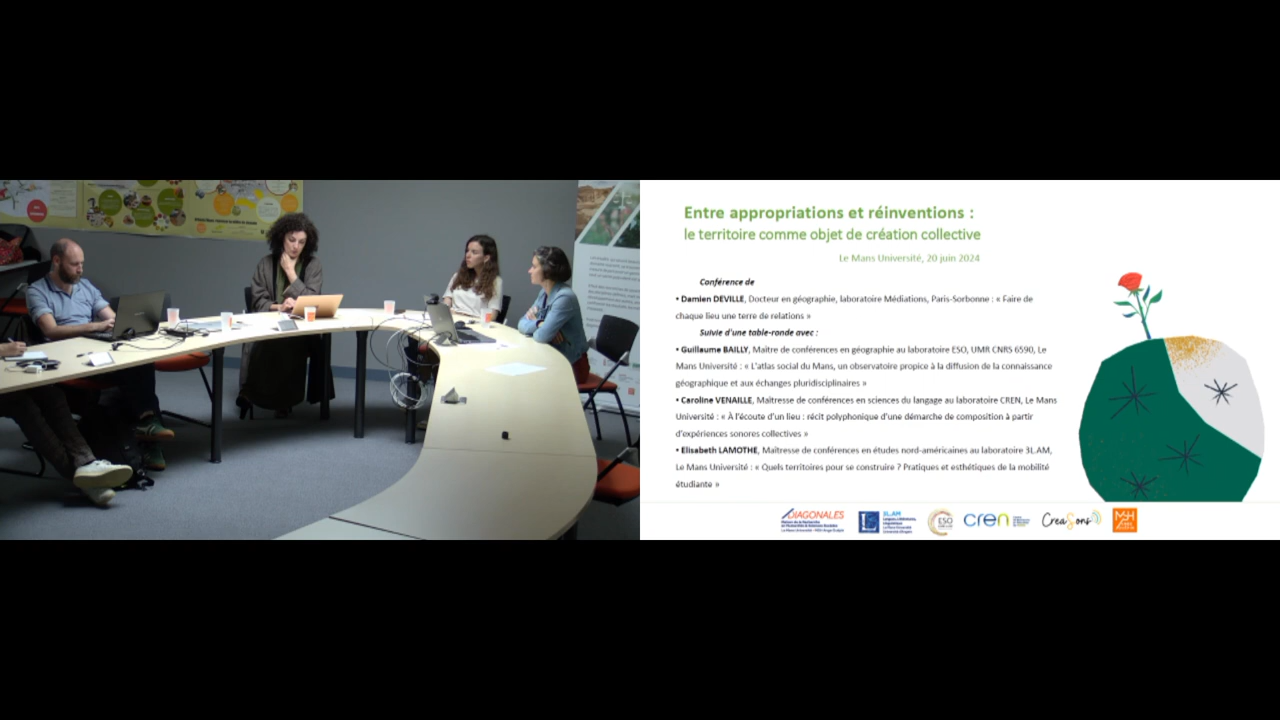 Entre appropriations et réinventions :
le territoire comme objet de création collective
Le Mans Université, 20 juin 2024
Conférence de
• Damien DEVILLE, Docteur en géographie, laboratoire Médiations, Paris-Sorbonne : « Faire de
chaque lieu une terre de relations »
Suivie d'une table-ronde avec :
• Guillaume BAILLY, Maître de conférences en géographie au laboratoire ESO, UMR CNRS 6590, Le
Mans Université : « L'atlas social du Mans, un observatoire propice à la diffusion de la connaissance
géographique et aux échanges pluridisciplinaires »
• Caroline VENAILLE, Maîtresse de conférences en sciences du langage au laboratoire CREN, Le Mans
Université : « À l'écoute d'un lieu : récit polyphonique d'une démarche de composition à partir
d'expériences sonores collectives »
• Elisabeth LAMOTHE, Maîtresse de conférences en études nord-américaines au laboratoire 3L.AM,
Le Mans Université : « Quels territoires pour se construire ? Pratiques et esthétiques de la mobilité
étudiante »
DIAGONALES
3L.AM
ESO
cren
CreaSons